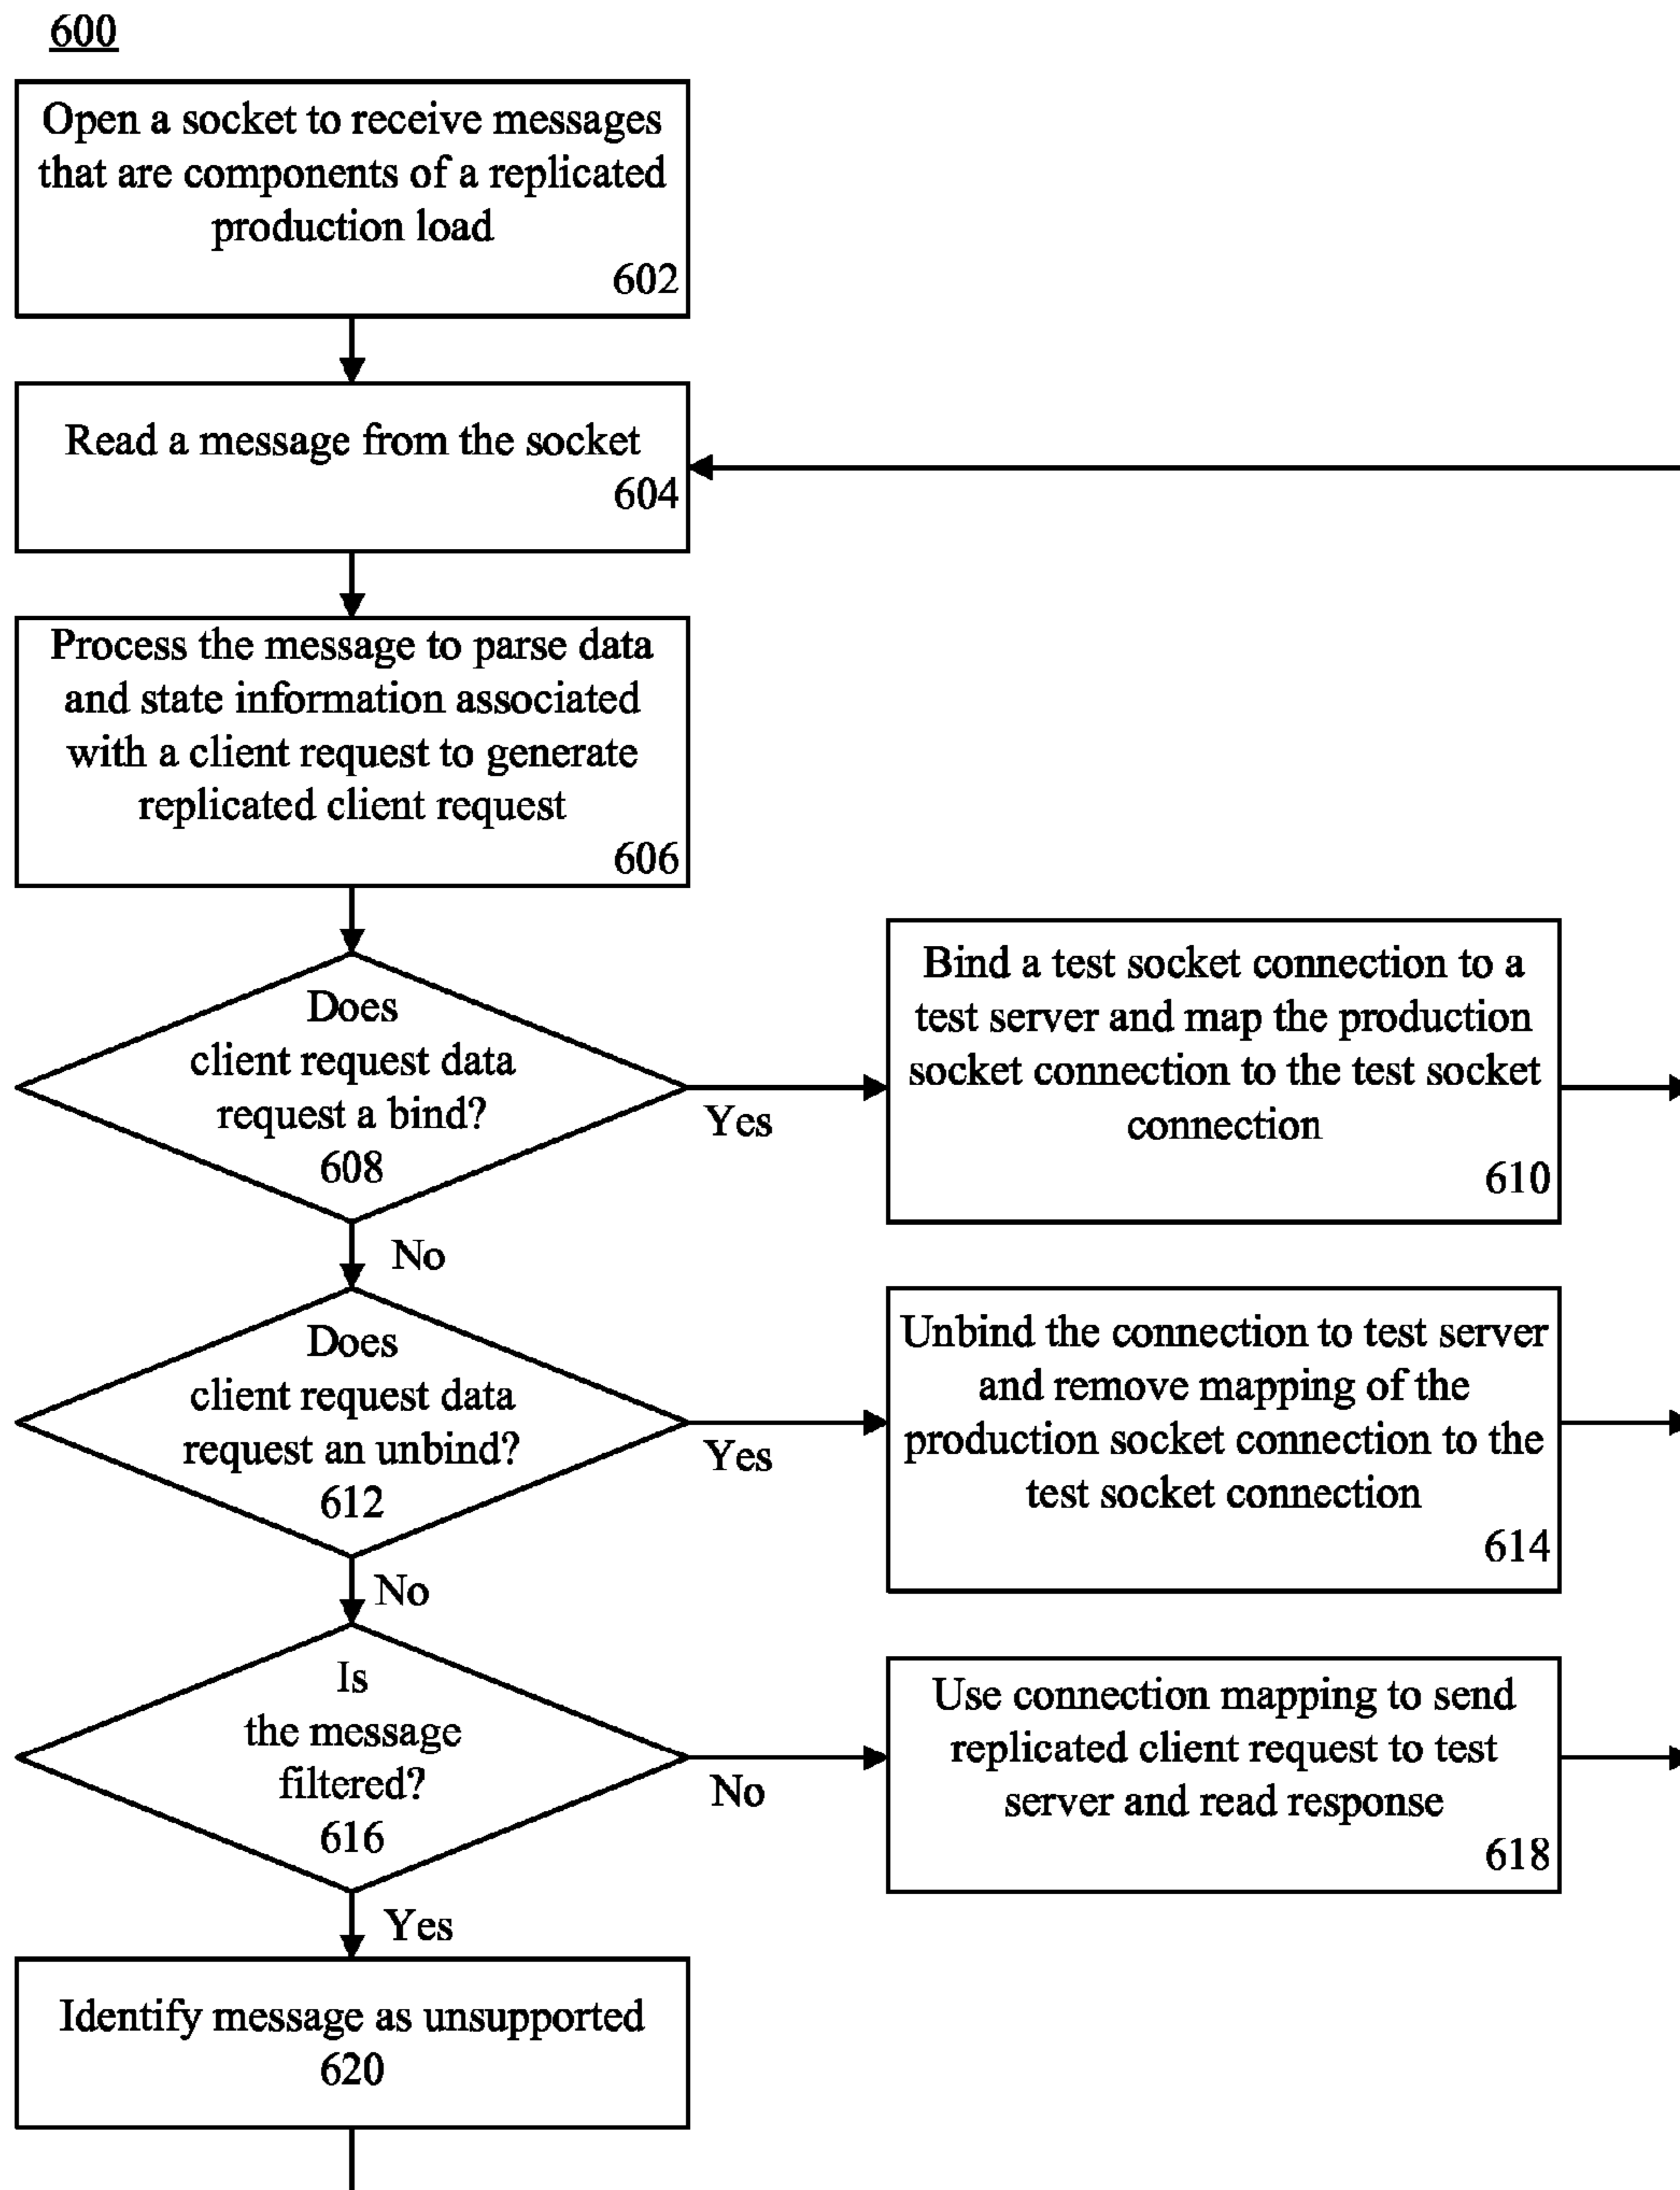 600
Open a socket to receive messages
that are components of a replicated
production load
602
Read a message from the socket
604
Process the message to parse data
and state information associated
with a client request to generate
replicated client request
606
Does
client request data
request a bind?
608
Yes
Bind a test socket connection to a
test server and map the production
socket connection to the test socket
connection
610
No
Does
client request data
request an unbind?
612
Yes
Unbind the connection to test server
and remove mapping of the
production socket connection to the
test socket connection
614
No
Is
the message
filtered?
616
No
Use connection mapping to send
replicated client request to test
server and read response
618
Yes
Identify message as unsupported
620